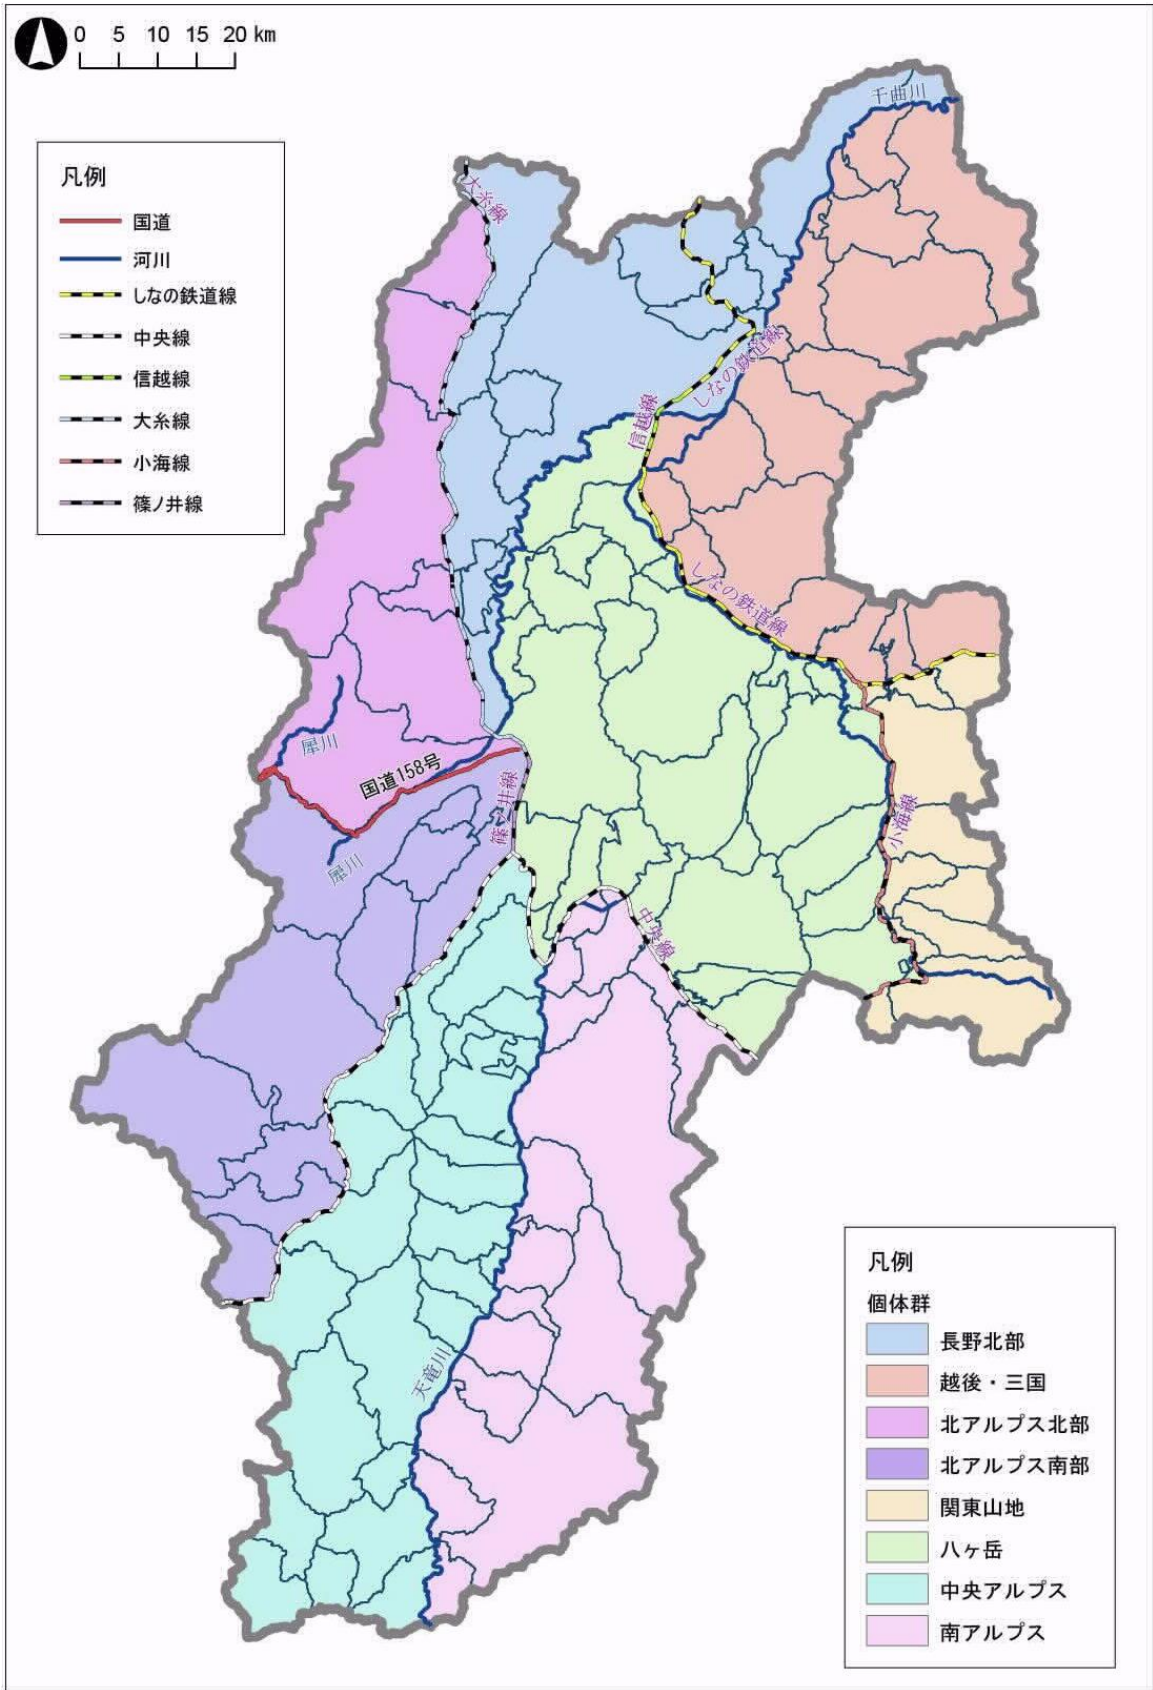 0 5 10 15 20 km
千曲川
凡例
国道
河川
しなの鉄道線
中央線
信越線
大糸線
小海線
篠ノ井線
大糸線
しなの鉄道線
信越線
しなの鉄道線
犀川
国道158号
篠ノ井線
小海線
犀川
中央線
天竜川
凡例
個体群
長野北部
越後・三国
北アルプス北部
北アルプス南部
関東山地
八ヶ岳
中央アルプス
南アルプス